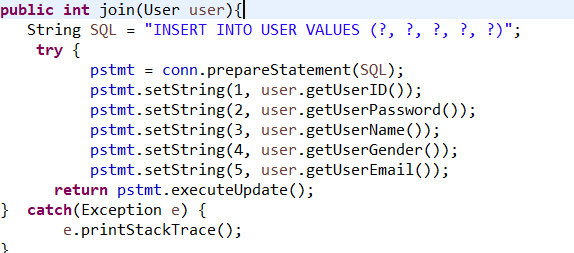 public int join(User user){
String SQL = "INSERT INTO USER VALUES (?, ?, ?, ?, ?)";
try {
pstmt = conn.prepareStatement(SQL);
pstmt.setString(1, user.getUserID());
pstmt.setString(2, user.getUserPassword());
pstmt.setString(3, user.getUserName());
pstmt.setString(4, user.getUserGender());
pstmt.setString(5, user.getUserEmail());
return pstmt.executeUpdate();
} catch(Exception e) {
e.printStackTrace();
}